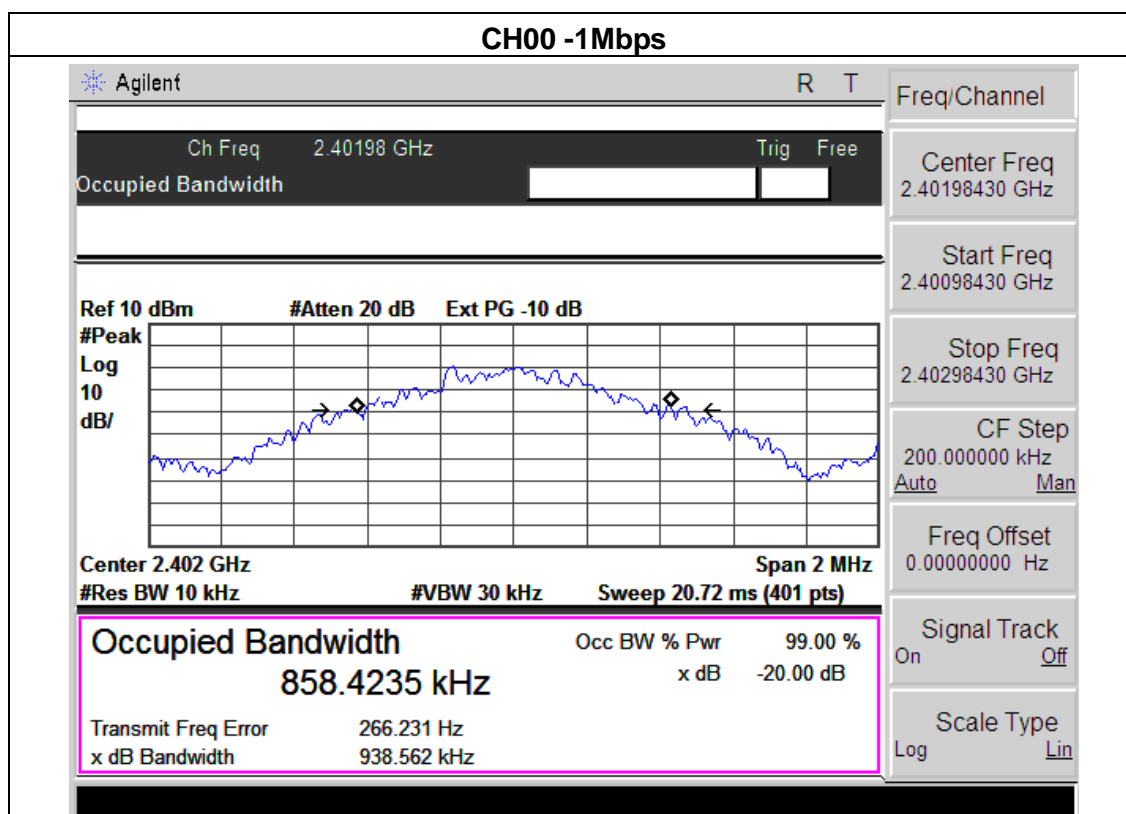 CH00 -1Mbps
Agilent R T
Ch Freq 2.40198 GHz Trig Free
Occupied Bandwidth
Ref 10 dBm #Atten 20 dB Ext PG -10 dB
#Peak
Log
10
dB/
Center 2.402 GHz Span 2 MHz
#Res BW 10 kHz #VBW 30 kHz Sweep 20.72 ms (401 pts)
Occupied Bandwidth Occ BW % Pwr 99.00 %
858.4235 kHz x dB -20.00 dB
Transmit Freq Error 266.231 Hz
x dB Bandwidth 938.562 kHz
Freq/Channel
Center Freq
2.40198430 GHz
Start Freq
2.40098430 GHz
Stop Freq
2.40298430 GHz
CF Step
200.000000 kHz
Auto Man
Freq Offset
0.00000000 Hz
Signal Track
On Off
Scale Type
Log Lin